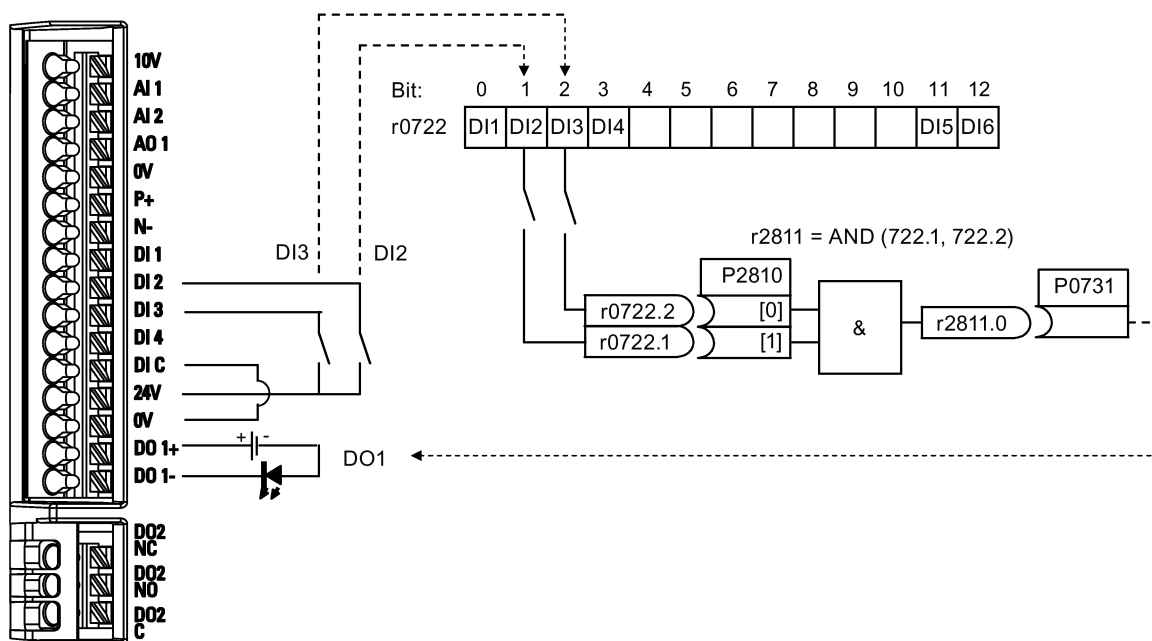 10V
AI 1
AI 2
AO 1
0V
P+
N-
DI 1
DI 2
DI 3
DI 4
DI C
24V
0V
DO 1+
DO 1-
DO2
NC
DO2
NO
DO2
C
DI3 DI2
+ -
DO1
Bit: 0 1 2 3 4 5 6 7 8 9 10 11 12
r0722 DI1 DI2 DI3 DI4 DI5 DI6
r2811 = AND (722.1, 722.2)
P2810
r0722.2 [0]
r0722.1 [1]
&
r2811.0
P0731